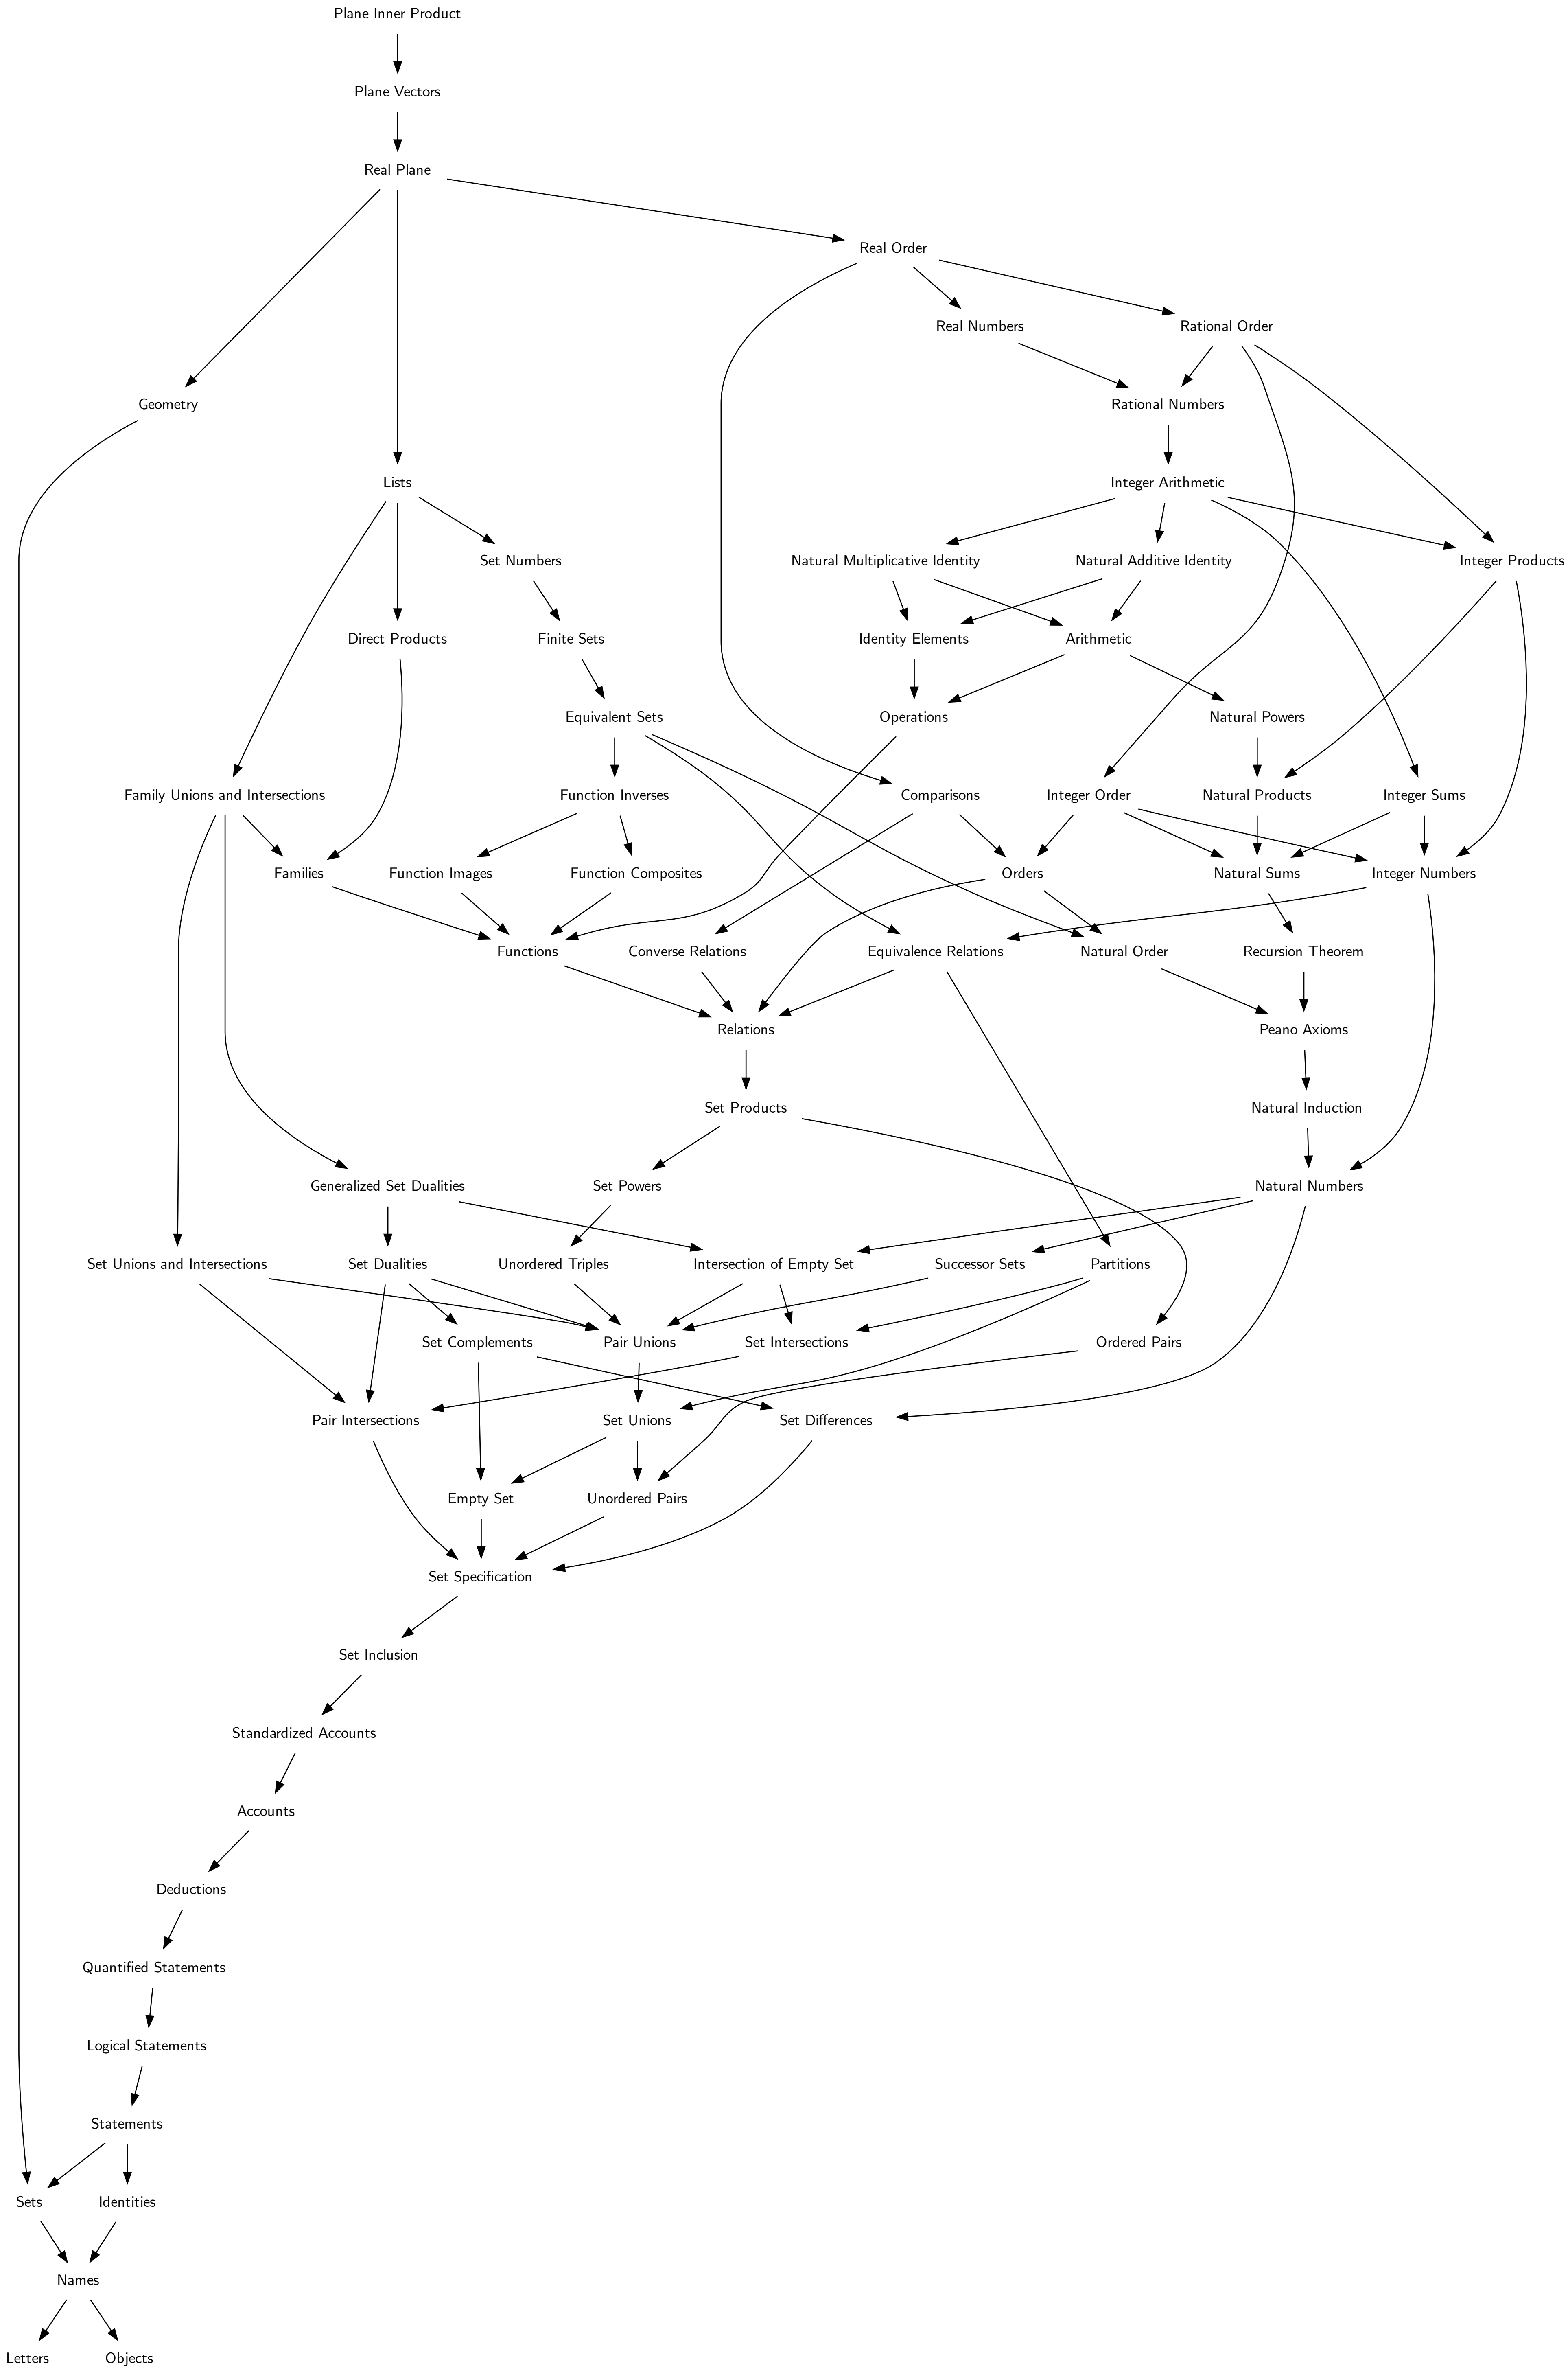 Plane Inner Product
Plane Vectors
Real Plane
Real Order
Real Numbers
Rational Order
Geometry
Rational Numbers
Lists
Integer Arithmetic
Set Numbers
Natural Multiplicative Identity
Natural Additive Identity
Integer Products
Direct Products
Finite Sets
Identity Elements
Arithmetic
Equivalent Sets
Operations
Natural Powers
Family Unions and Intersections
Function Inverses
Comparisons
Integer Order
Natural Products
Integer Sums
Families
Function Images
Function Composites
Orders
Natural Sums
Integer Numbers
Functions
Converse Relations
Equivalence Relations
Natural Order
Recursion Theorem
Relations
Peano Axioms
Set Products
Natural Induction
Generalized Set Dualities
Set Powers
Natural Numbers
Set Unions and Intersections
Set Dualities
Unordered Triples
Intersection of Empty Set
Successor Sets
Partitions
Set Complements
Pair Unions
Set Intersections
Ordered Pairs
Pair Intersections
Set Unions
Set Differences
Empty Set
Unordered Pairs
Set Specification
Set Inclusion
Standardized Accounts
Accounts
Deductions
Quantified Statements
Logical Statements
Statements
Sets
Identities
Names
Letters
Objects